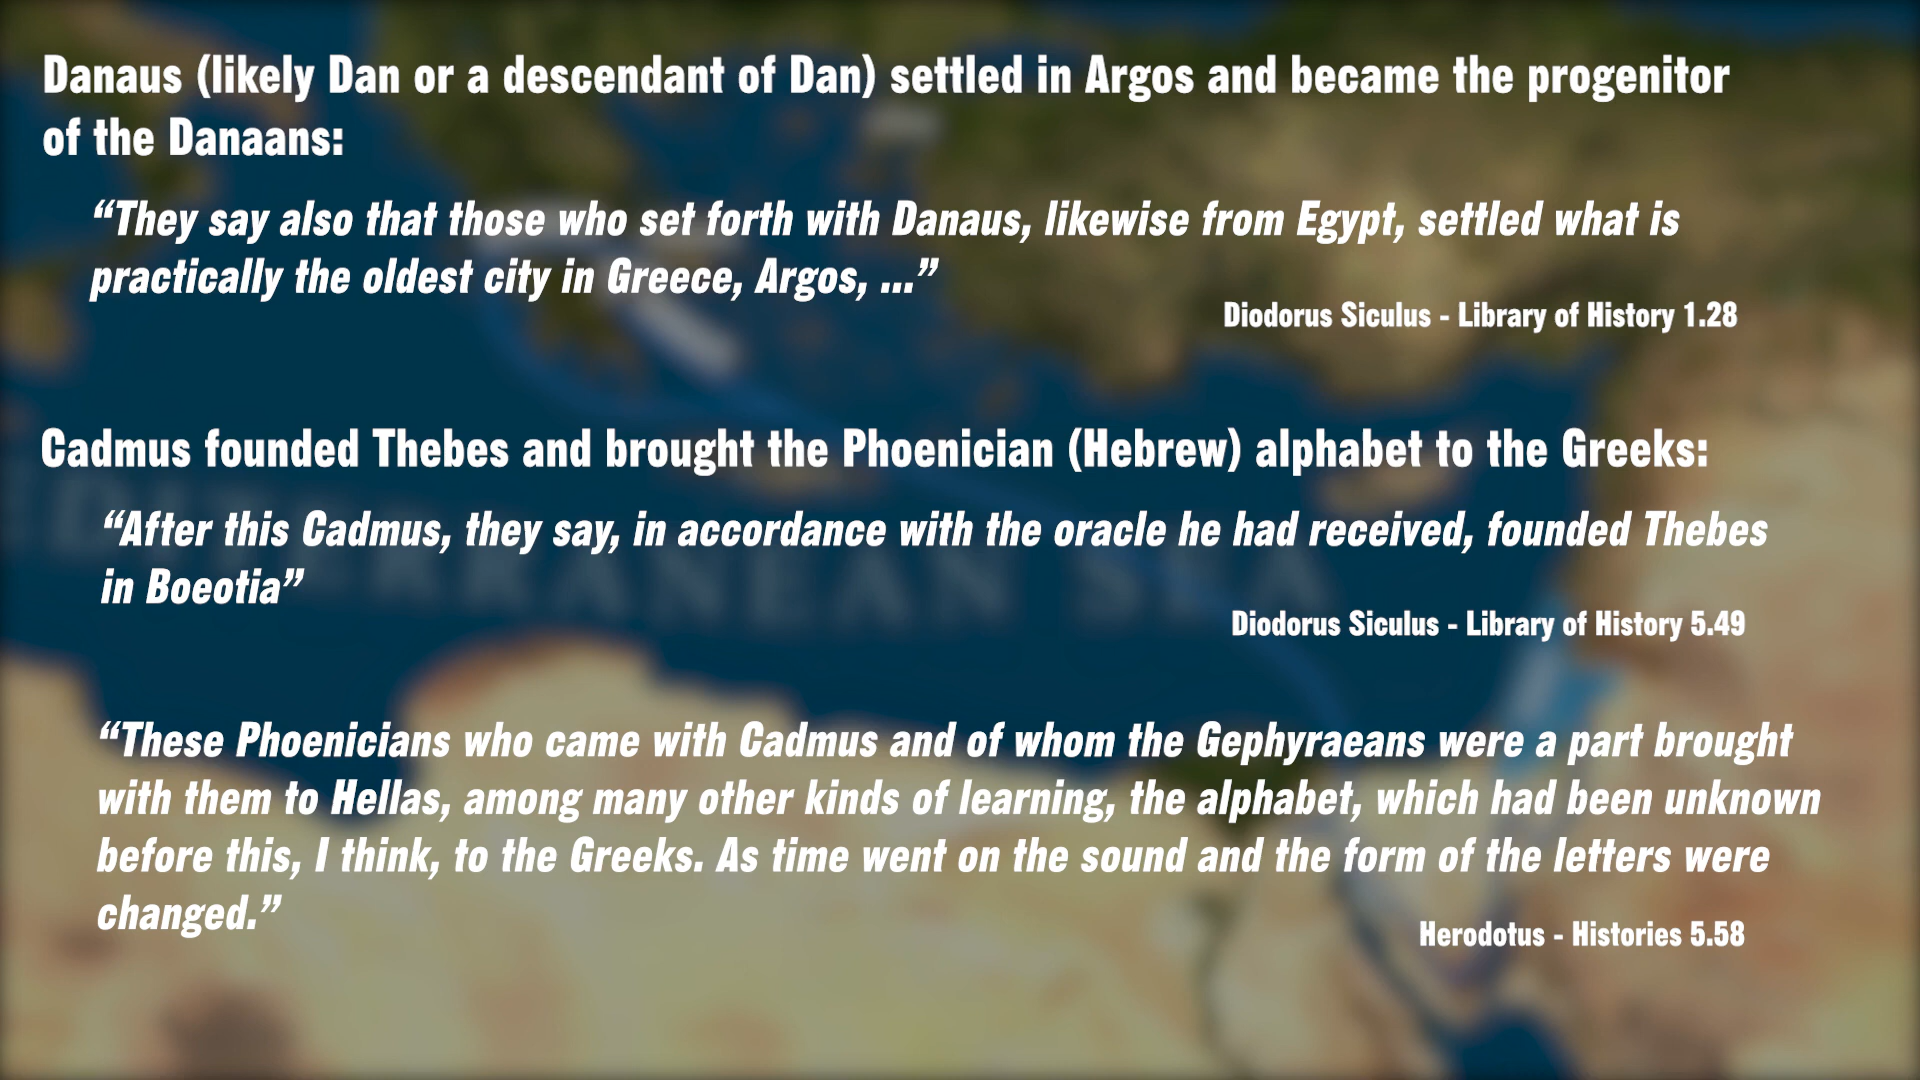 Danaus (likely Dan or a descendant of Dan) settled in Argos and became the progenitor
of the Danaans:
“They say also that those who set forth with Danaus, likewise from Egypt, settled what is
practically the oldest city in Greece, Argos, ...”
Diodorus Siculus - Library of History 1.28
Cadmus founded Thebes and brought the Phoenician (Hebrew) alphabet to the Greeks:
“After this Cadmus, they say, in accordance with the oracle he had received, founded Thebes
in Boeotia”
Diodorus Siculus - Library of History 5.49
“These Phoenicians who came with Cadmus and of whom the Gephyraeans were a part brought
with them to Hellas, among many other kinds of learning, the alphabet, which had been unknown
before this, I think, to the Greeks. As time went on the sound and the form of the letters were
changed.”
Herodotus - Histories 5.58